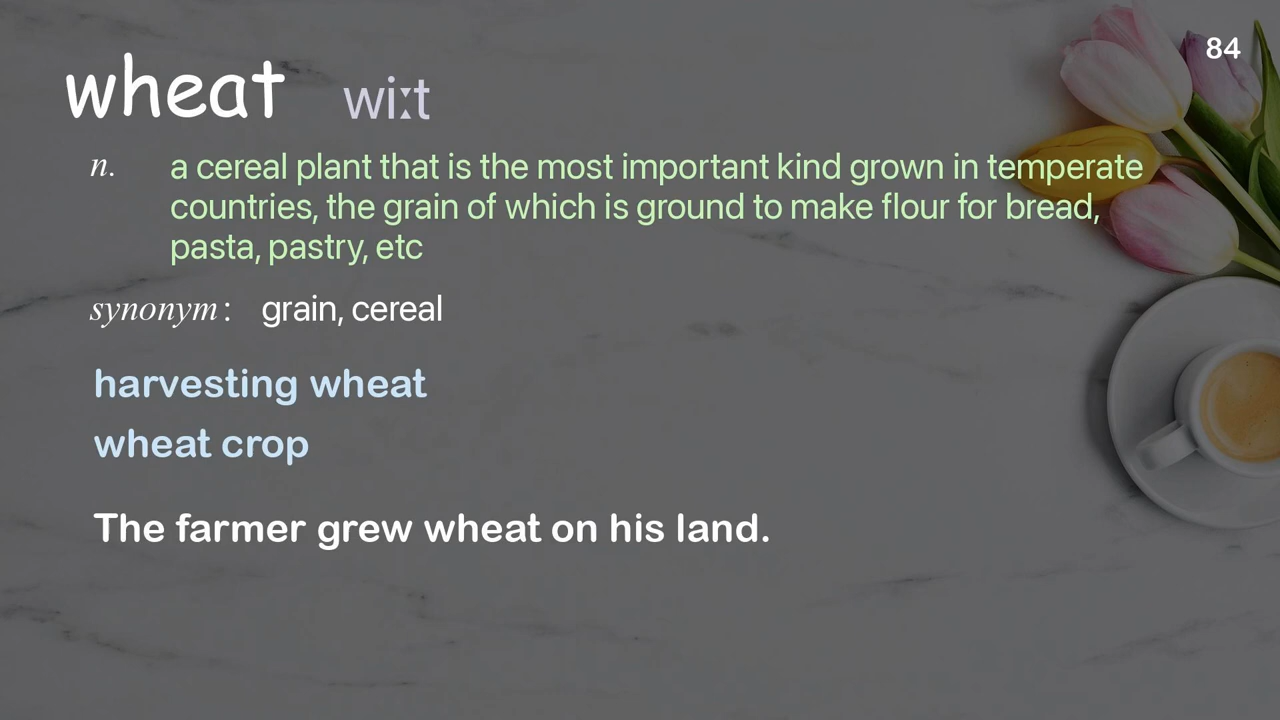 84
wheat wiːt
n. a cereal plant that is the most important kind grown in temperate
countries, the grain of which is ground to make flour for bread,
pasta, pastry, etc
synonym: grain, cereal
harvesting wheat
wheat crop
The farmer grew wheat on his land.